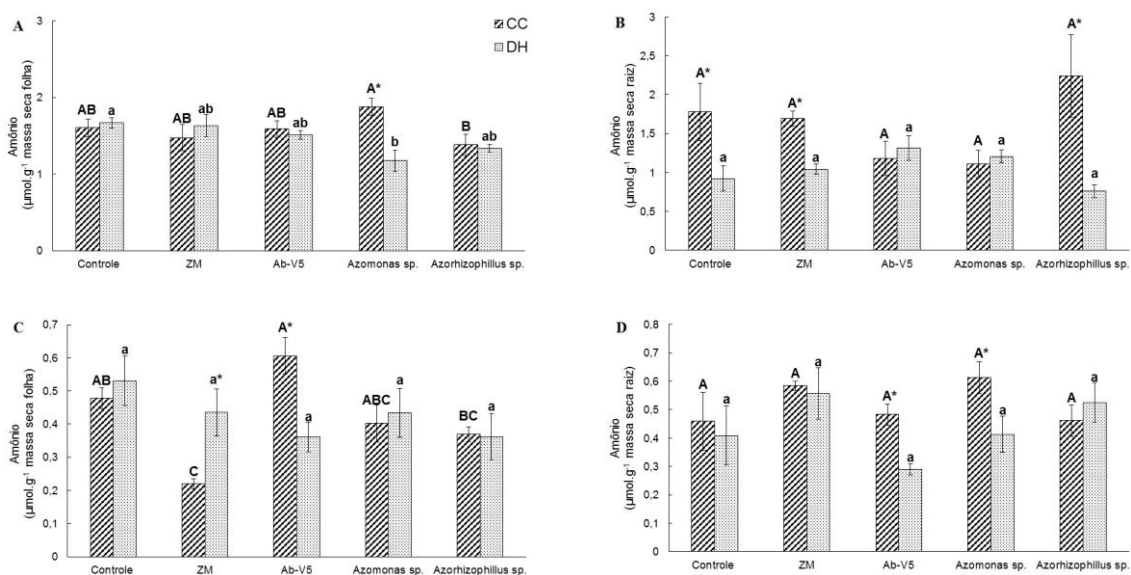 A
3
2
1
0
Amônio
(µmol.g⁻¹ massa seca folha)
CC
DH
AB a AB ab AB ab A* b B ab
Controle ZM Ab-V5 Azomonas sp. Azorhizophillus sp.
B
3
2,5
2
1,5
1
0,5
0
Amônio
(µmol.g⁻¹ massa seca raiz)
A* a A* a A a A a A* a
Controle ZM Ab-V5 Azomonas sp. Azorhizophillus sp.
C
0,7
0,6
0,5
0,4
0,3
0,2
0,1
0
Amônio
(µmol.g⁻¹ massa seca folha)
AB a C a* A* a ABC a BC a
Controle ZM Ab-V5 Azomonas sp. Azorhizophillus sp.
D
0,8
0,7
0,6
0,5
0,4
0,3
0,2
0,1
0
Amônio
(µmol.g⁻¹ massa seca raiz)
A a A a A* a A* a A a
Controle ZM Ab-V5 Azomonas sp. Azorhizophillus sp.